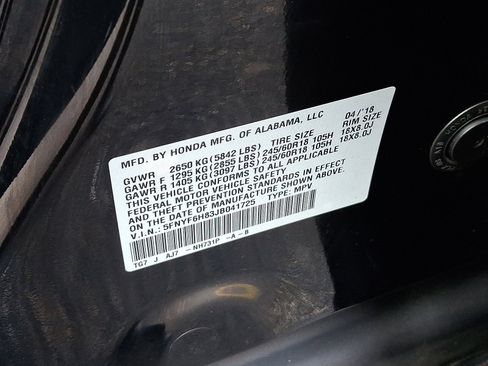 MFD. BY HONDA MFG. OF ALABAMA, LLC 04/'18
TIRE SIZE RIM SIZE
GVWR 2650 KG (5842 LBS)
GAWR F 1295 KG (2855 LBS) 245/60R18 105H 18X8.0J
GAWR R 1405 KG (3097 LBS) 245/60R18 105H 18X8.0J
THIS VEHICLE CONFORMS TO ALL APPLICABLE
FEDERAL MOTOR VEHICLE SAFETY
AND THEFT PREVENTION STANDARDS IN EFFECT
ON THE DATE OF MANUFACTURE SHOWN ABOVE.
V.I.N.: 5FNYF6H83JB041725 TYPE: MPV
TG7 J AJ7 -NH731P -A-B
HONDA